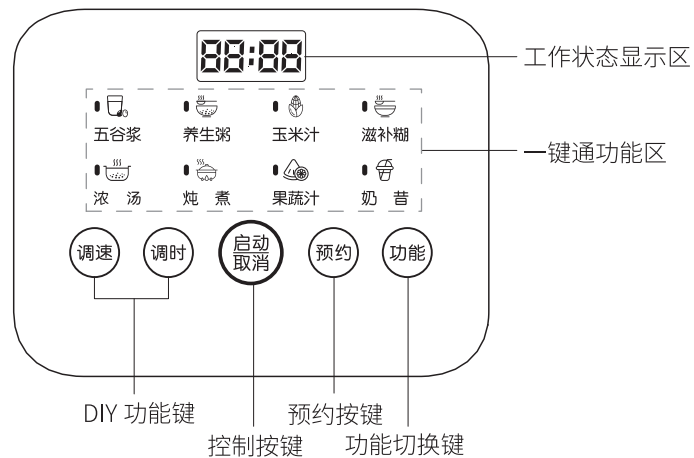 88:88
工作状态显示区
五谷浆 养生粥 玉米汁 滋补糊
一键通功能区
浓 汤 炖 煮 果蔬汁 奶 昔
调速 调时 启动 预约 功能
取消
DIY 功能键 预约按键
控制按键 功能切换键